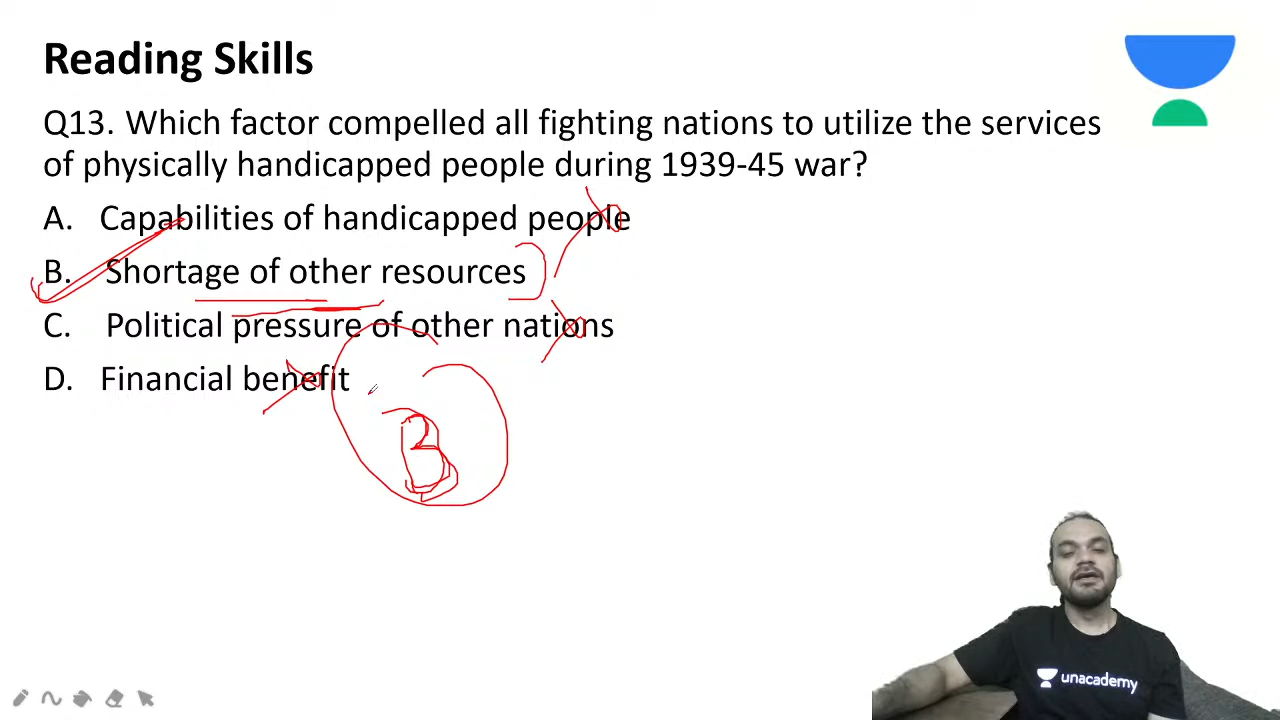 Reading Skills
Q13. Which factor compelled all fighting nations to utilize the services
of physically handicapped people during 1939-45 war?
A. Capabilities of handicapped people
B. Shortage of other resources
C. Political pressure of other nations
D. Financial benefit
B
unacademy